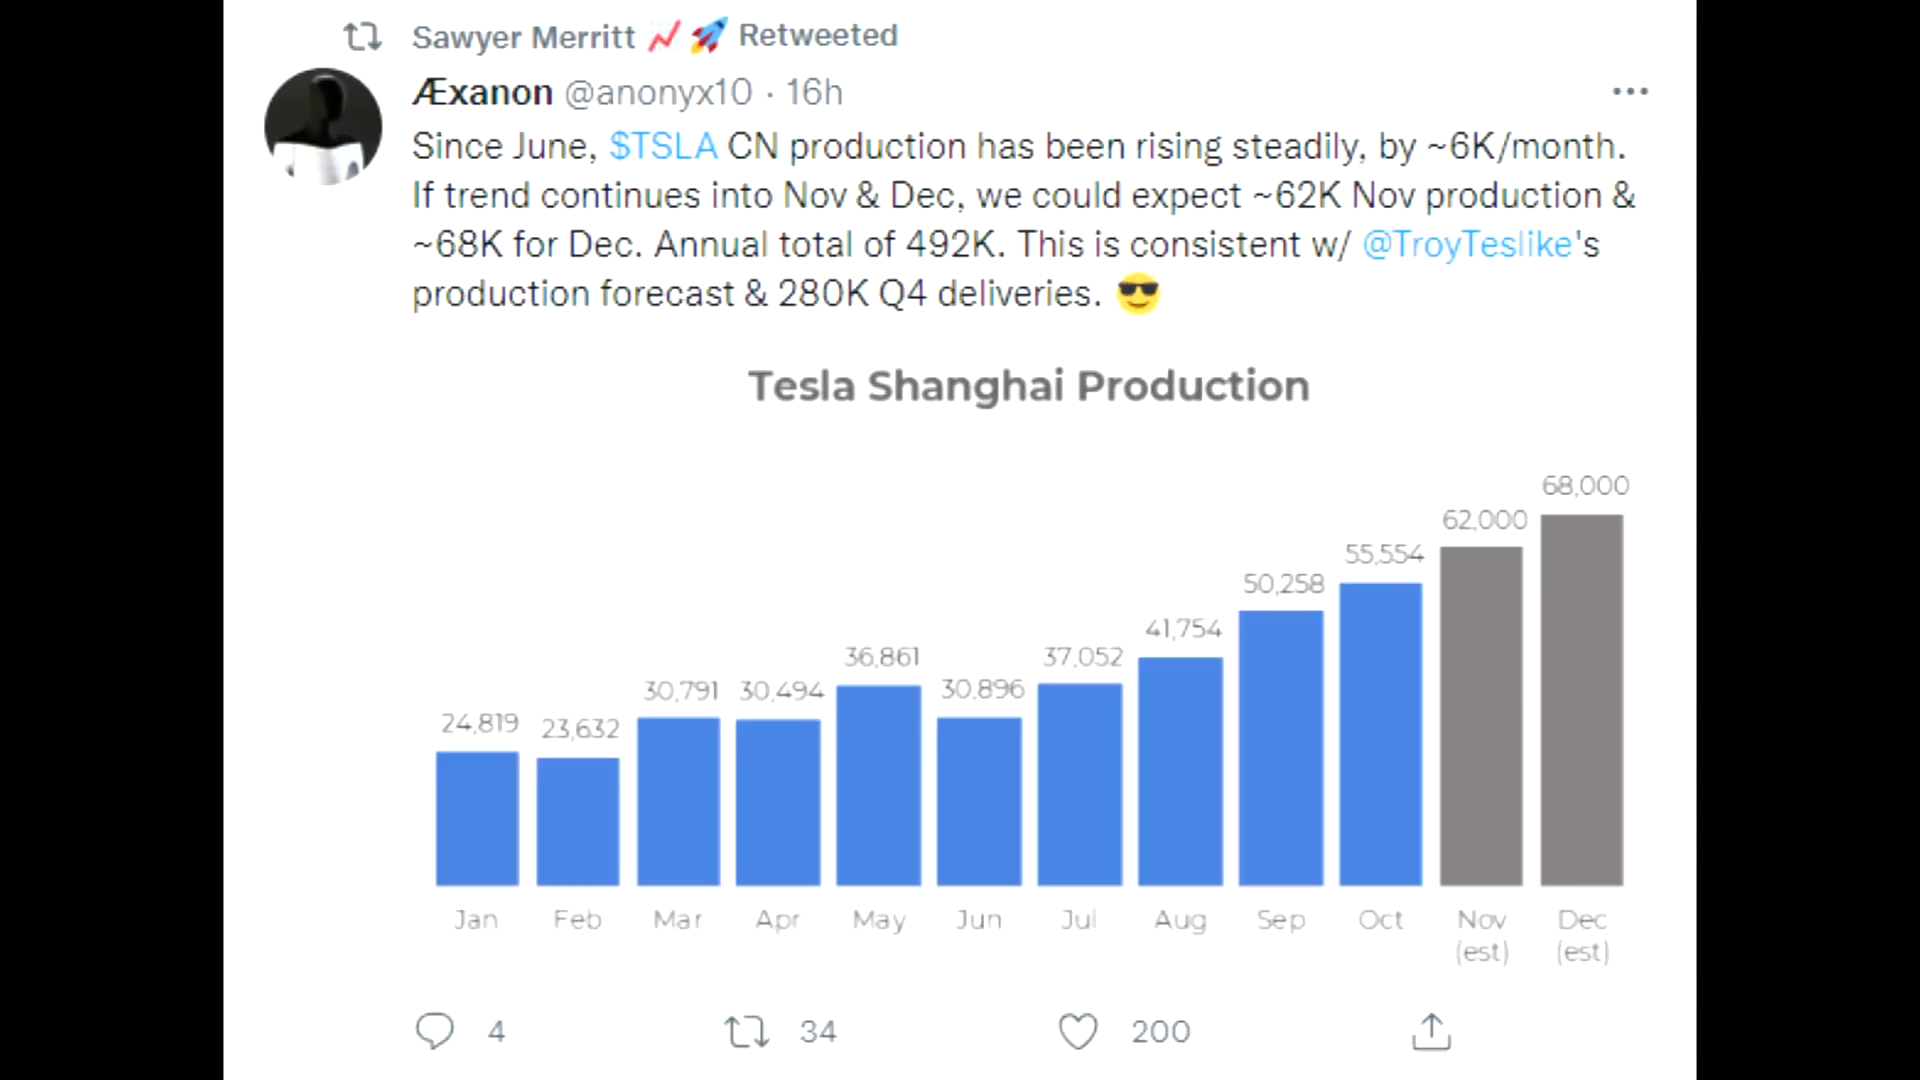 Sawyer Merritt 📈 🚀 Retweeted
Æxanon @anonyx10 · 16h
Since June, $TSLA CN production has been rising steadily, by ~6K/month.
If trend continues into Nov & Dec, we could expect ~62K Nov production &
~68K for Dec. Annual total of 492K. This is consistent w/ @TroyTeslike's
production forecast & 280K Q4 deliveries. 😎
Tesla Shanghai Production
24,819 23,632 30,791 30,494 36,861 30,896 37,052 41,754 50,258 55,554 62,000 68,000
Jan Feb Mar Apr May Jun Jul Aug Sep Oct Nov Dec
(est) (est)
4 34 200